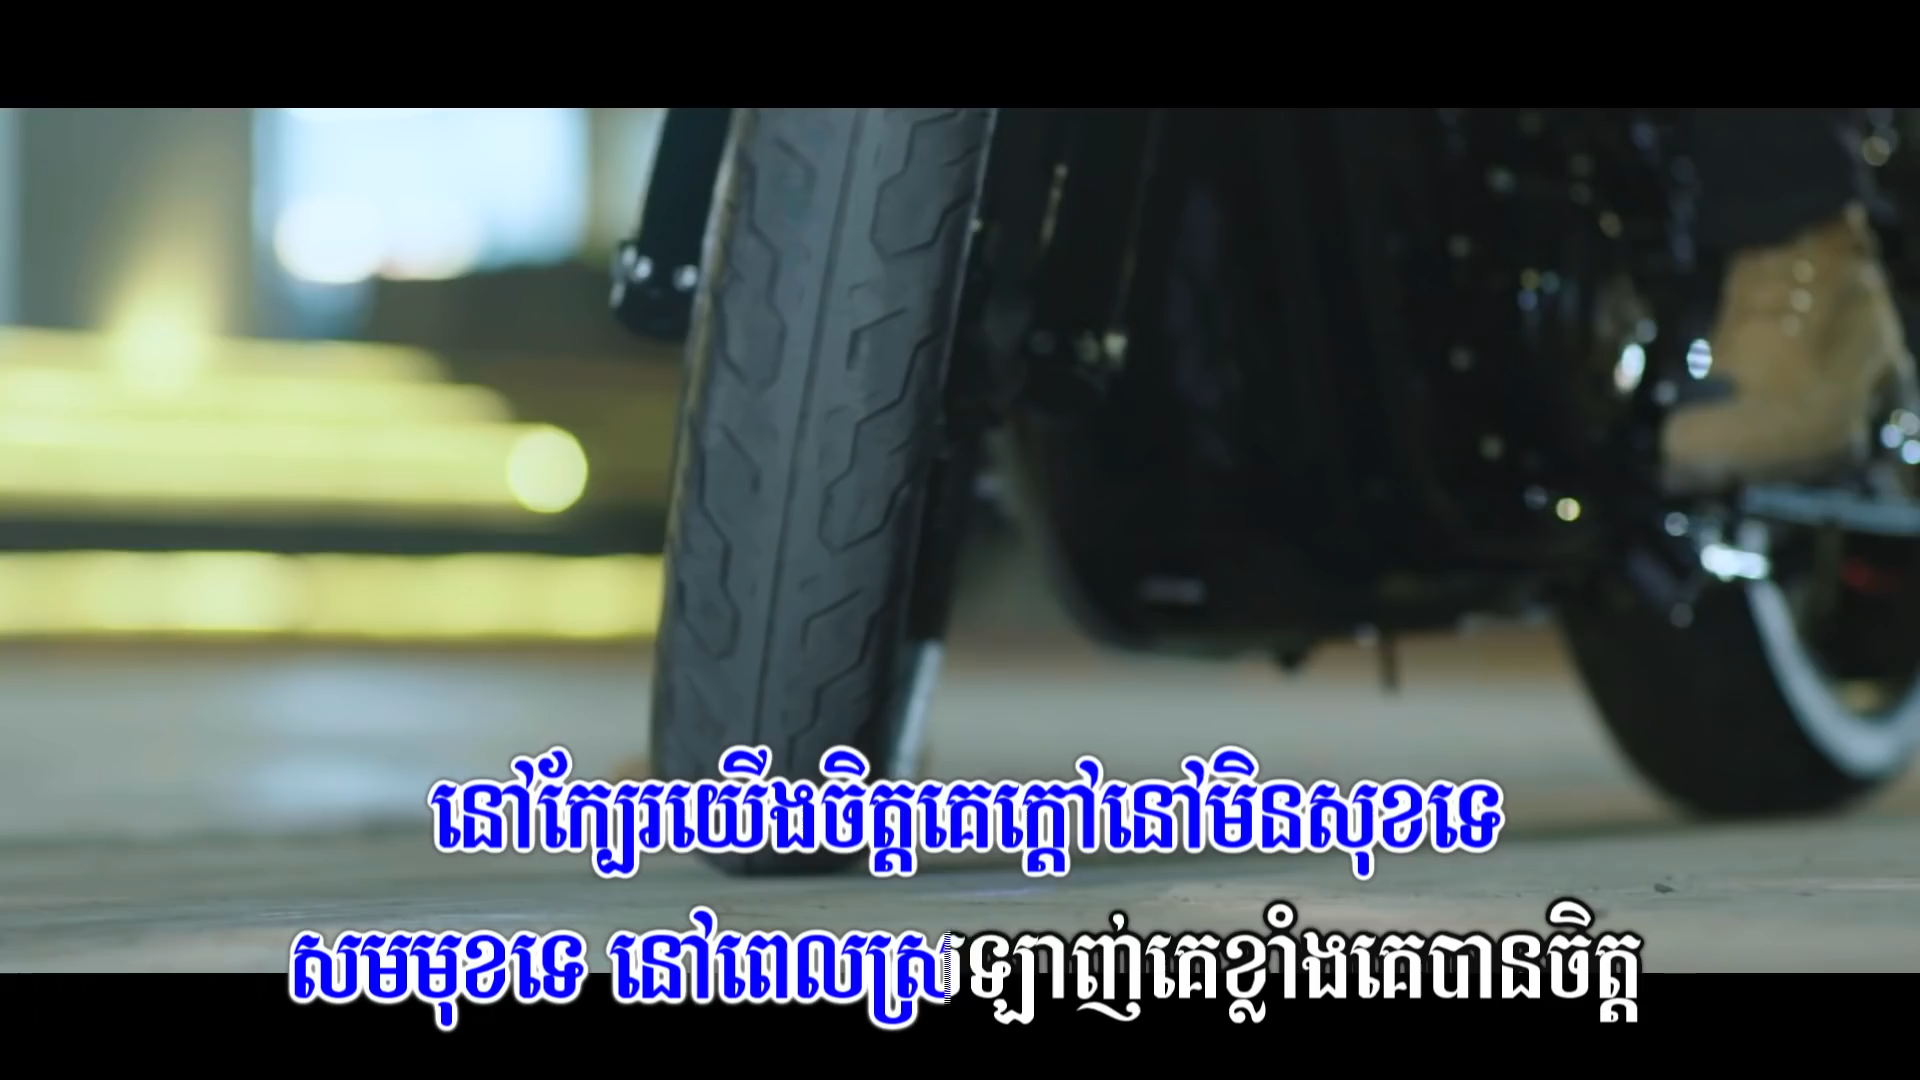 នៅក្បែរយើងចិត្តគេក្ដៅនៅមិនសុខទេ
សមមុខទេ នៅពេលស្រឡាញ់គេខ្លាំងគេបានចិត្ត